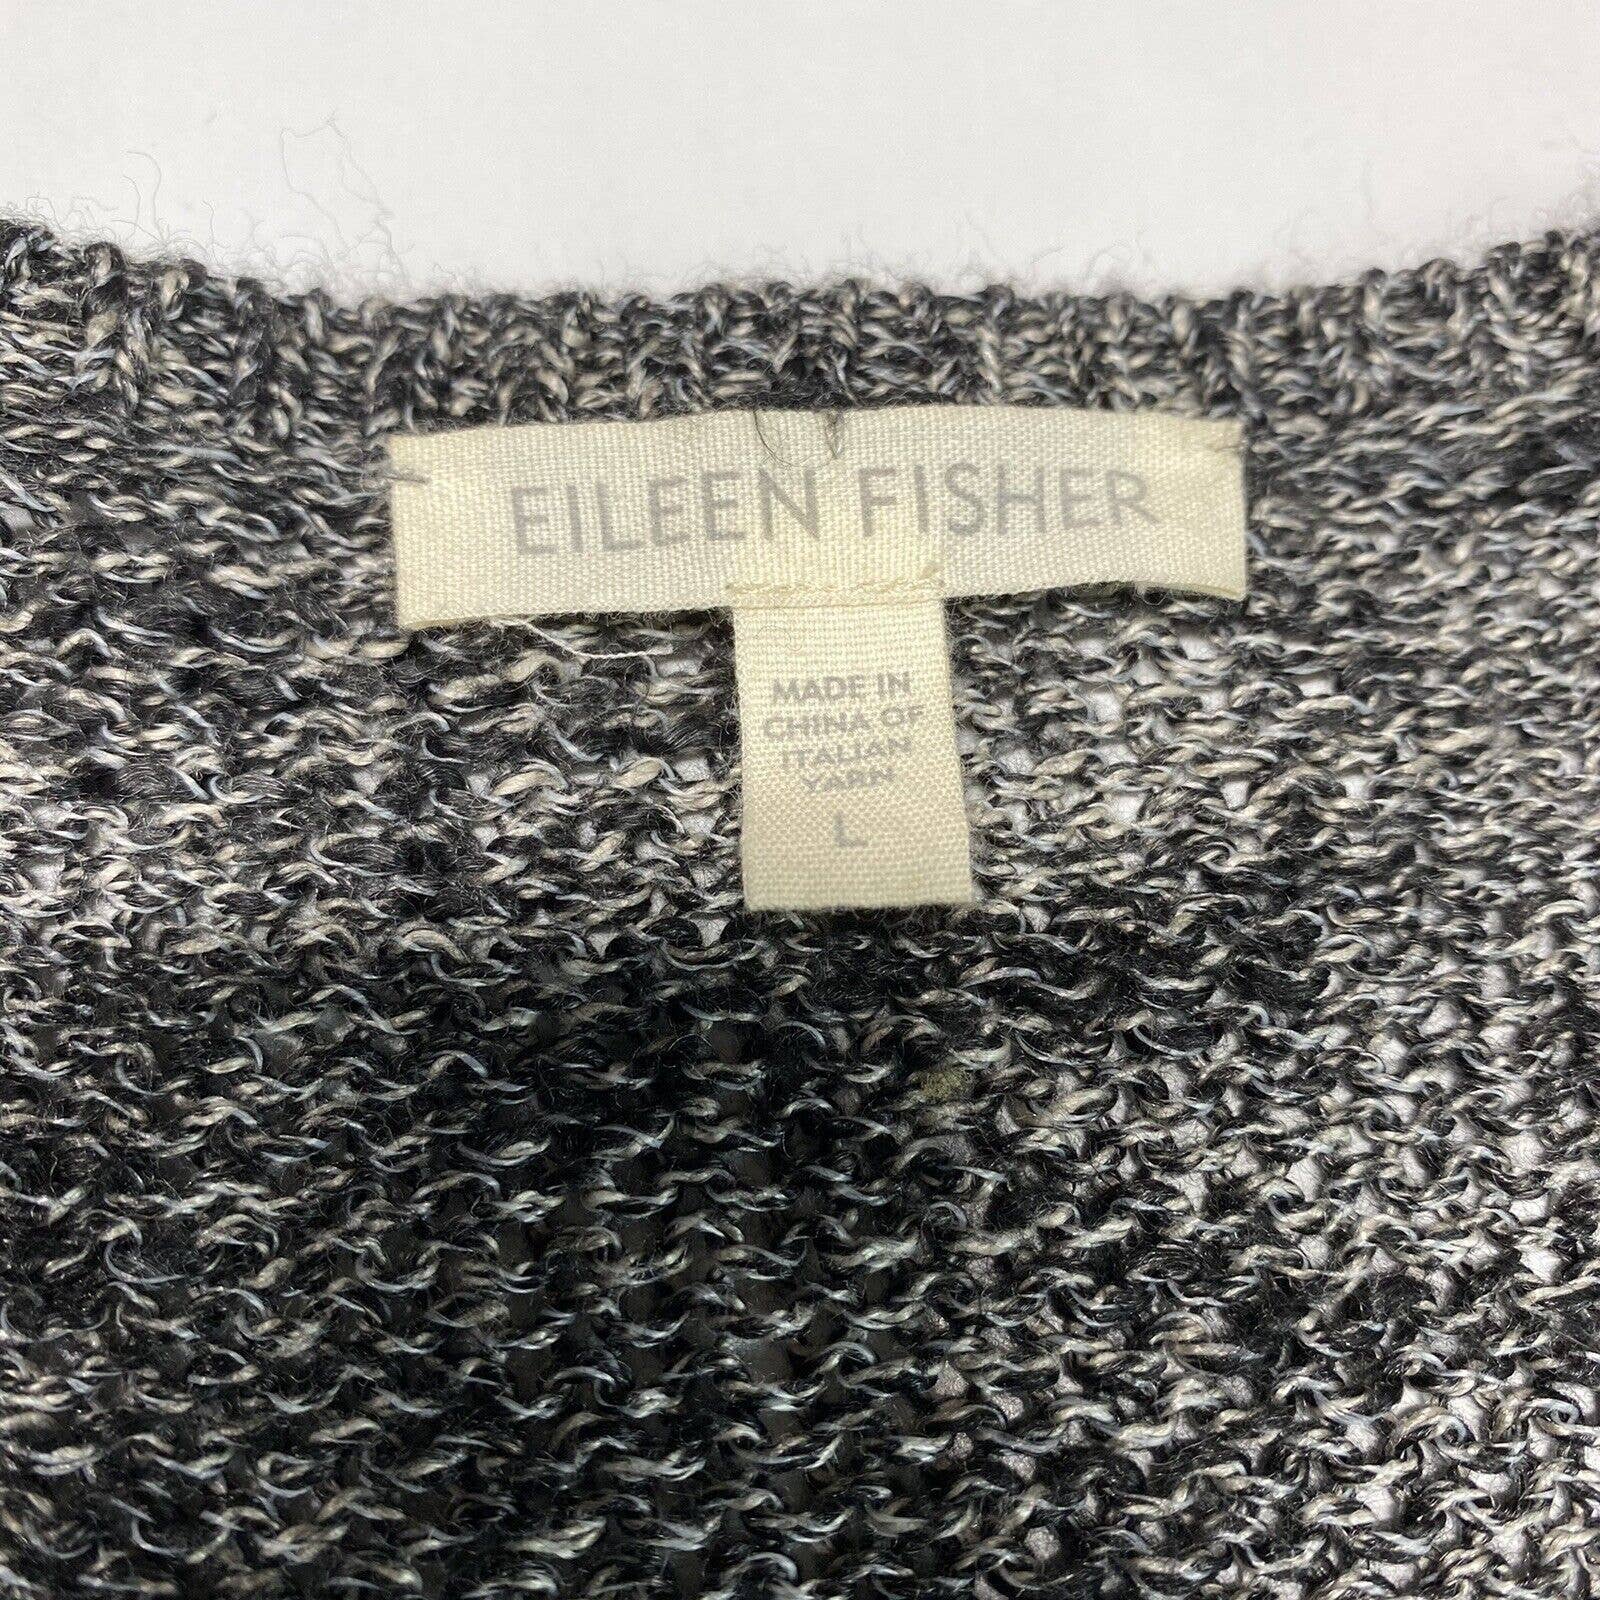 EILEEN FISHER
MADE IN
CHINA OF
ITALIAN
YARN
L